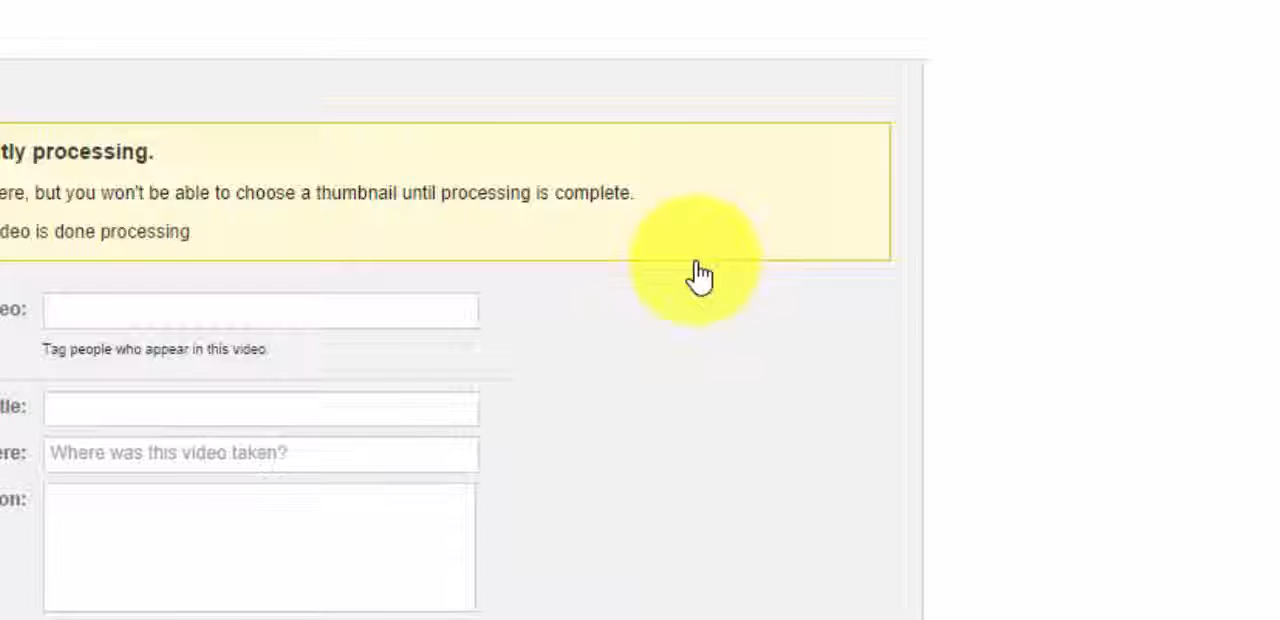 tly processing.
ere, but you won't be able to choose a thumbnail until processing is complete.
deo is done processing
eo:
Tag people who appear in this video.
tle:
ere: Where was this video taken?
on: